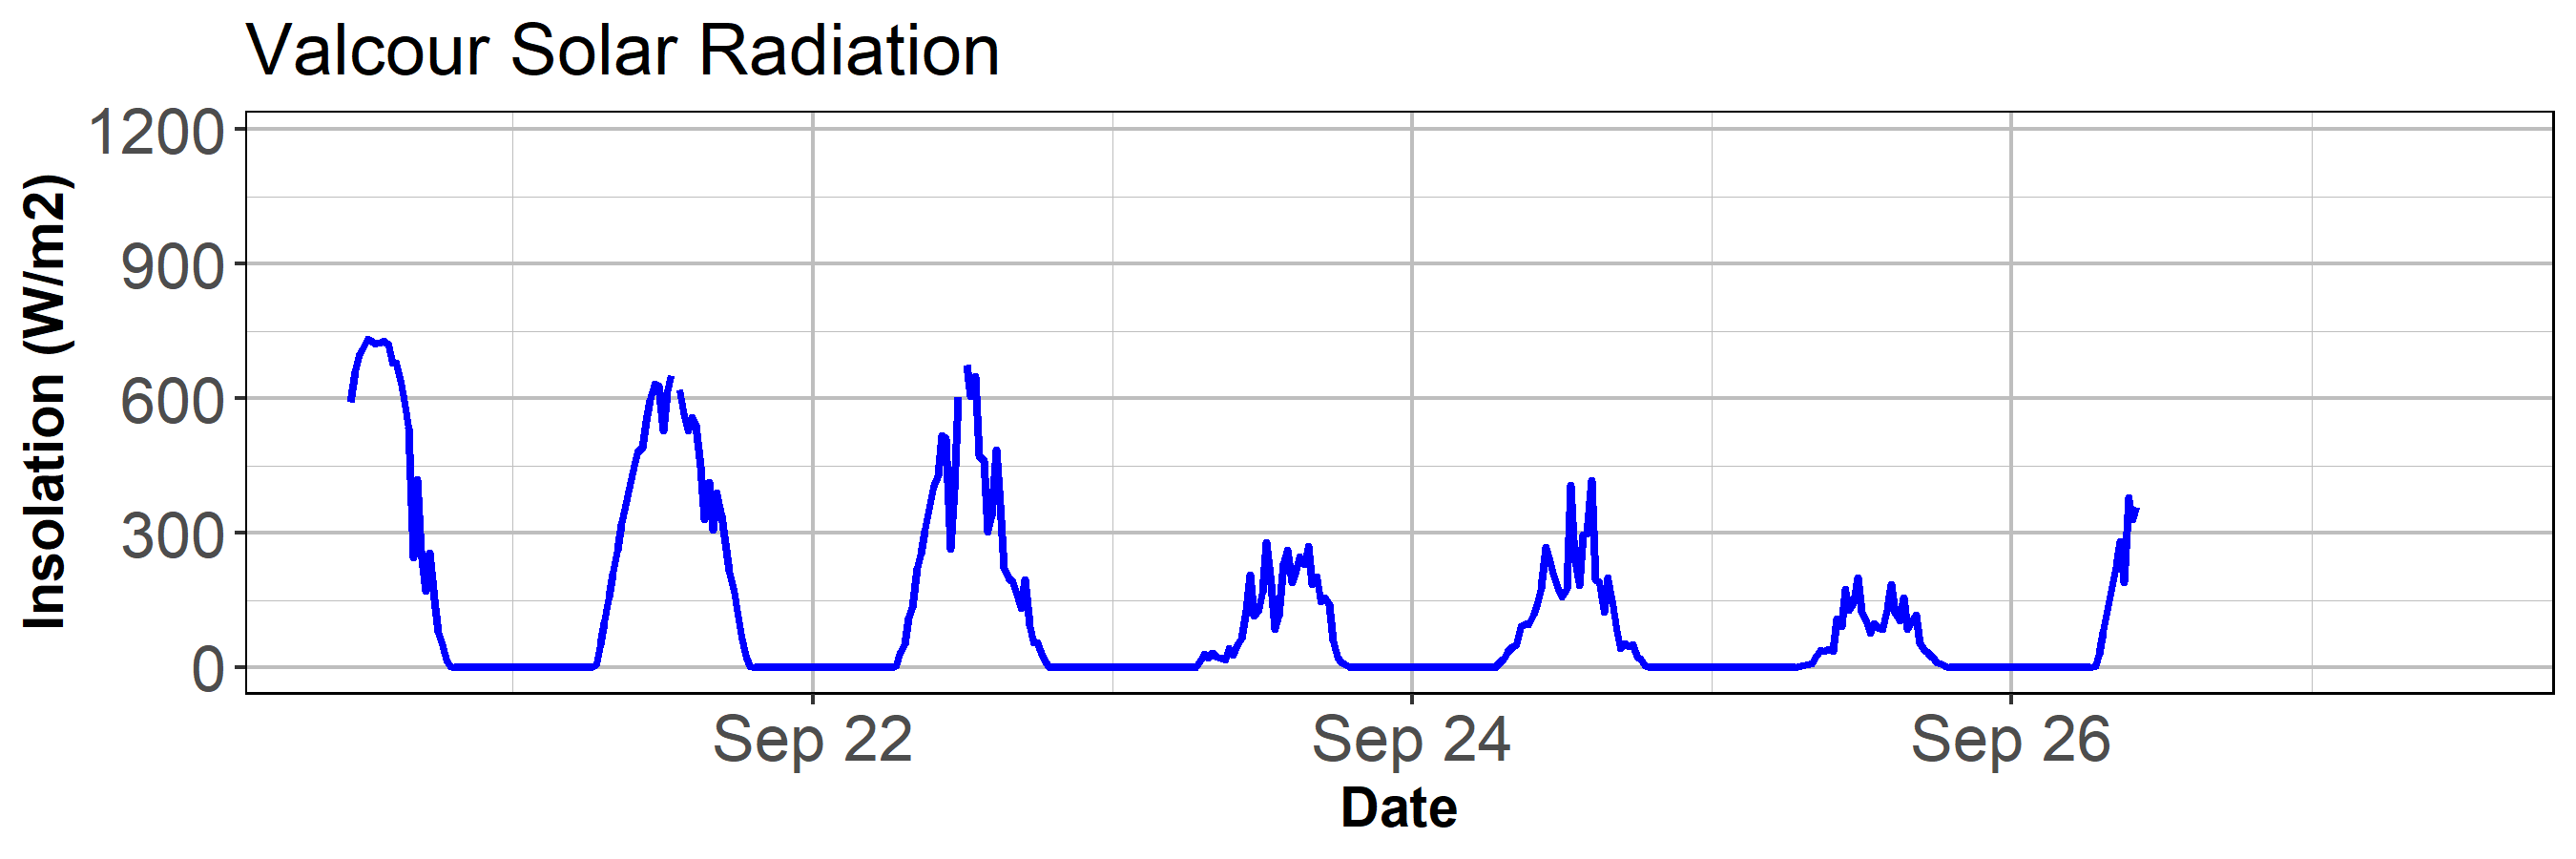 Valcour Solar Radiation
1200
900
600
300
0
Insolation (W/m2)
Sep 22 Sep 24 Sep 26
Date